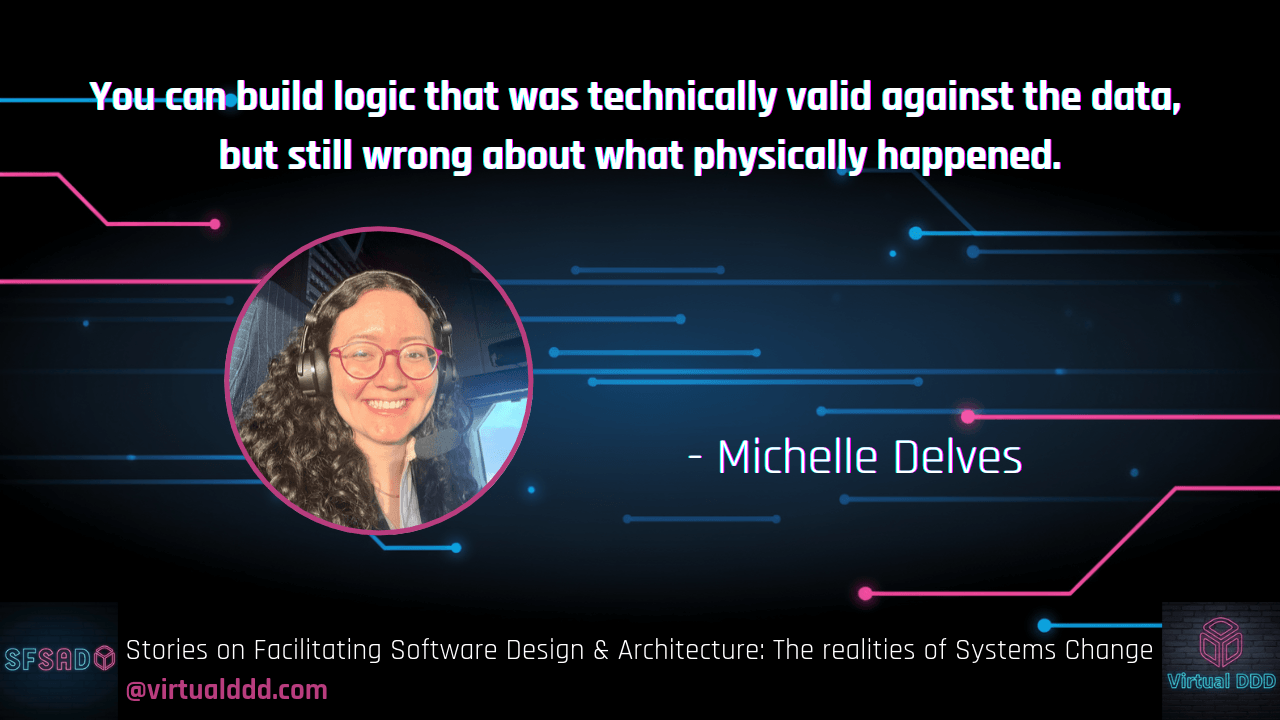 You can build logic that was technically valid against the data,
but still wrong about what physically happened.
- Michelle Delves
SFSAD
Stories on Facilitating Software Design & Architecture: The realities of Systems Change
@virtualddd.com
Virtual DDD